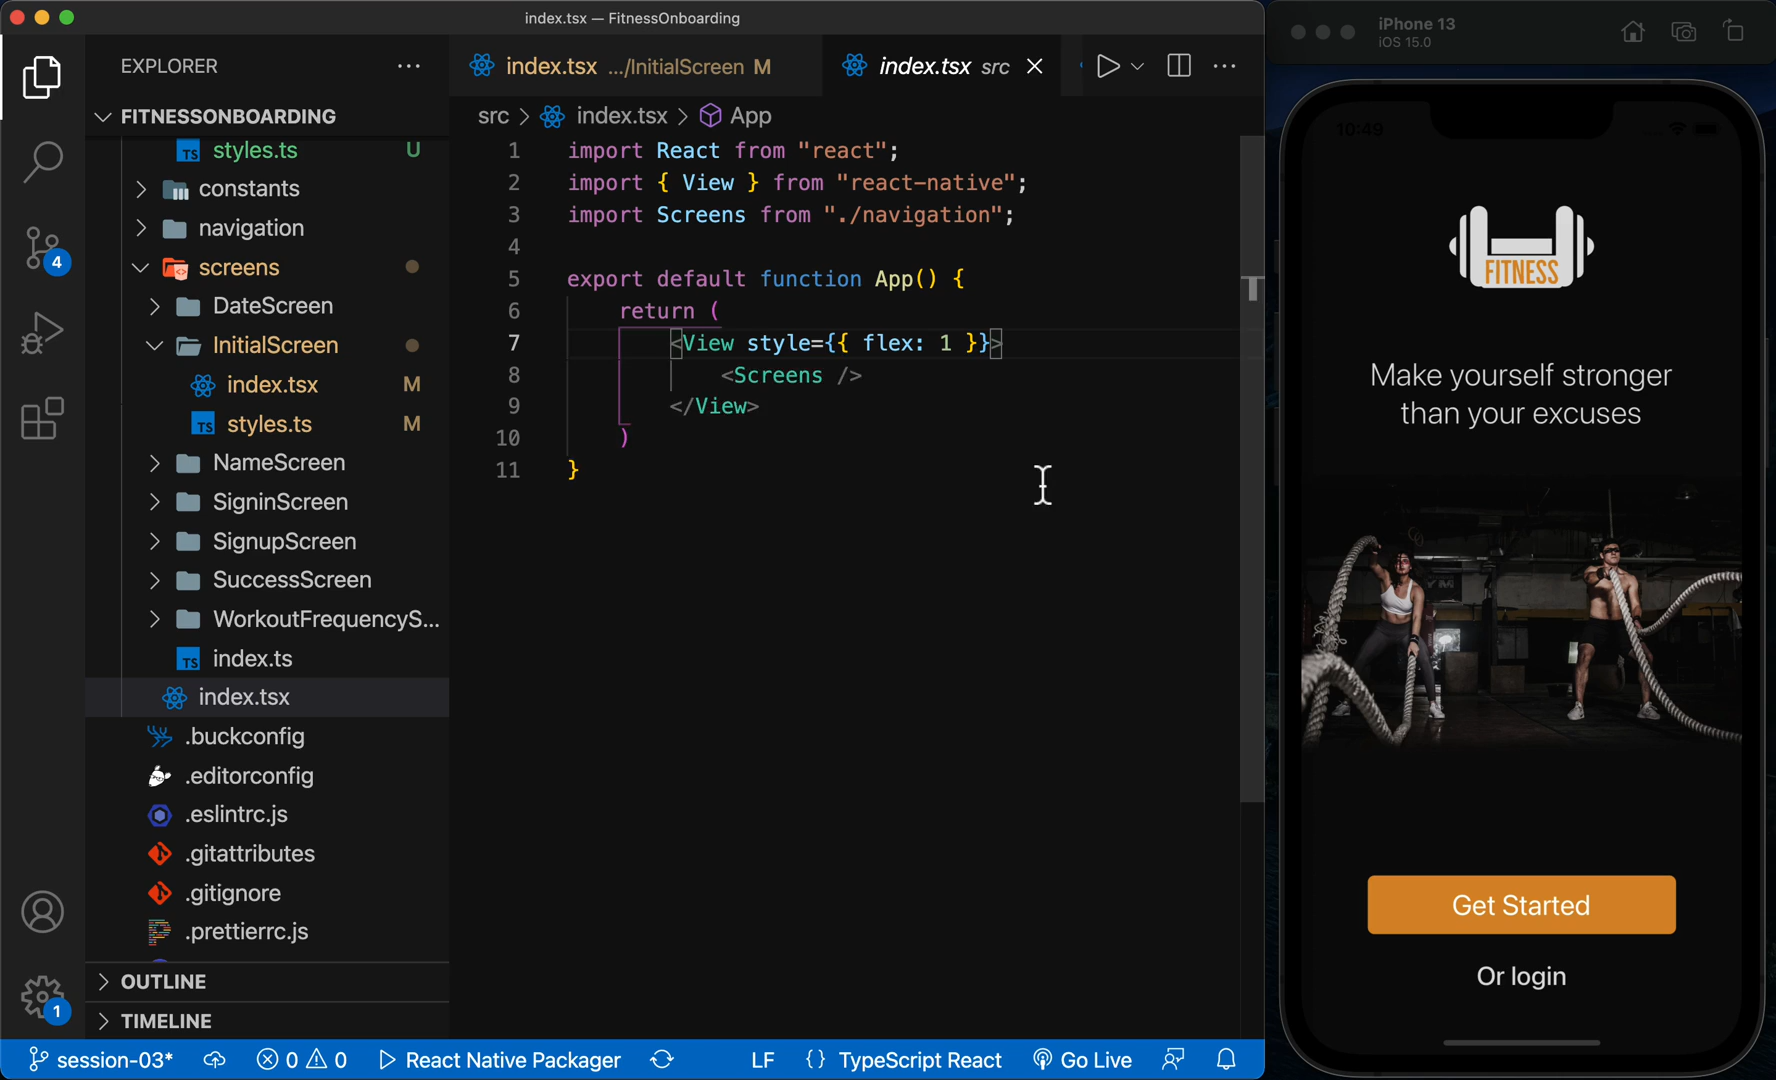 index.tsx — FitnessOnboarding
EXPLORER
FITNESSONBOARDING
styles.ts U
constants
navigation
screens
DateScreen
InitialScreen
index.tsx M
styles.ts M
NameScreen
SigninScreen
SignupScreen
SuccessScreen
WorkoutFrequencyS...
index.ts
index.tsx
.buckconfig
.editorconfig
.eslintrc.js
.gitattributes
.gitignore
.prettierrc.js
OUTLINE
TIMELINE
4
1
index.tsx .../InitialScreen M
index.tsx src
src > index.tsx > App
1 import React from "react";
2 import { View } from "react-native";
3 import Screens from "./navigation";
4
5 export default function App() {
6 return (
7 <View style={{ flex: 1 }}>
8 <Screens />
9 </View>
10 )
11 }
session-03* 0 0 React Native Packager LF {} TypeScript React Go Live
iPhone 13
iOS 15.0
10:49
FITNESS
Make yourself stronger
than your excuses
Get Started
Or login